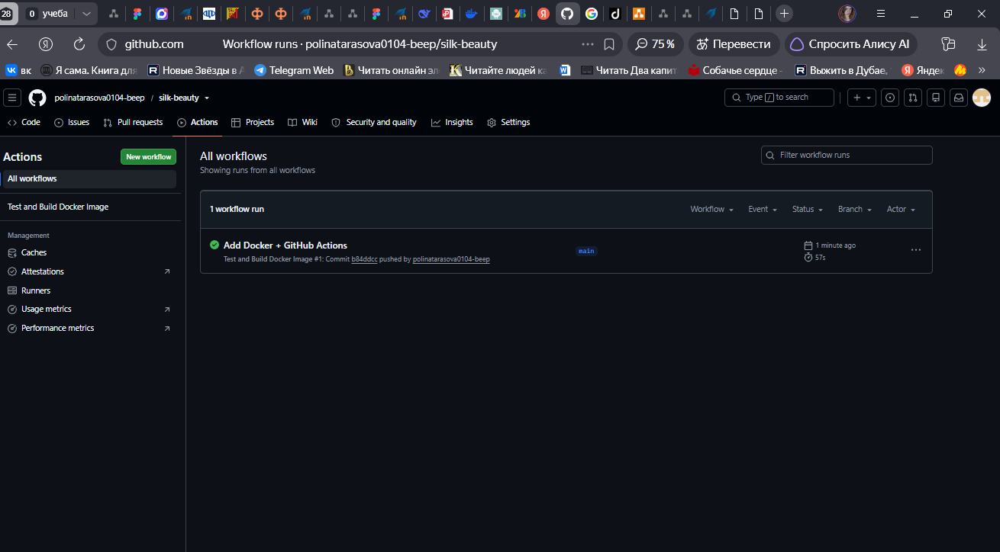 28 0 учеба
github.com Workflow runs · polinatarasova0104-beep/silk-beauty 75 % Перевести Спросить Алису AI
вк Я сама. Книга для Новые Звёзды в А Telegram Web Читать онлайн эл Читайте людей ка Читать Два капит Собачье сердце - Выжить в Дубае, Яндек
polinatarasova0104-beep / silk-beauty Type / to search
Code Issues Pull requests Actions Projects Wiki Security and quality Insights Settings
Actions New workflow
All workflows
Test and Build Docker Image
Management
Caches
Attestations
Runners
Usage metrics
Performance metrics
All workflows
Showing runs from all workflows
Filter workflow runs
1 workflow run Workflow Event Status Branch Actor
Add Docker + GitHub Actions
Test and Build Docker Image #1: Commit b84ddcc pushed by polinatarasova0104-beep
main
1 minute ago
57s